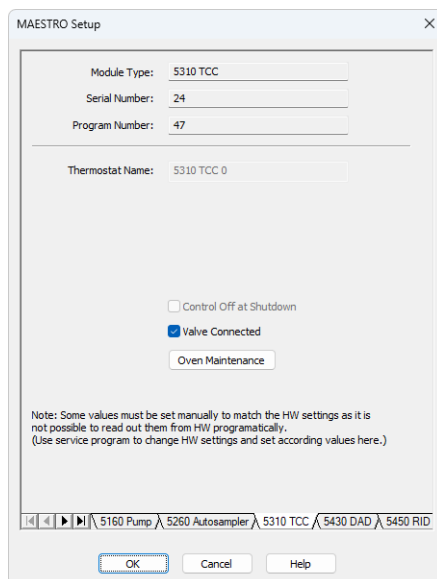 MAESTRO Setup
Module Type: 5310 TCC
Serial Number: 24
Program Number: 47
Thermostat Name: 5310 TCC 0
Control Off at Shutdown
Valve Connected
Oven Maintenance
Note: Some values must be set manually to match the HW settings as it is
not possible to read out them from HW programatically.
(Use service program to change HW settings and set according values here.)
5160 Pump 5260 Autosampler 5310 TCC 5430 DAD 5450 RID
OK Cancel Help